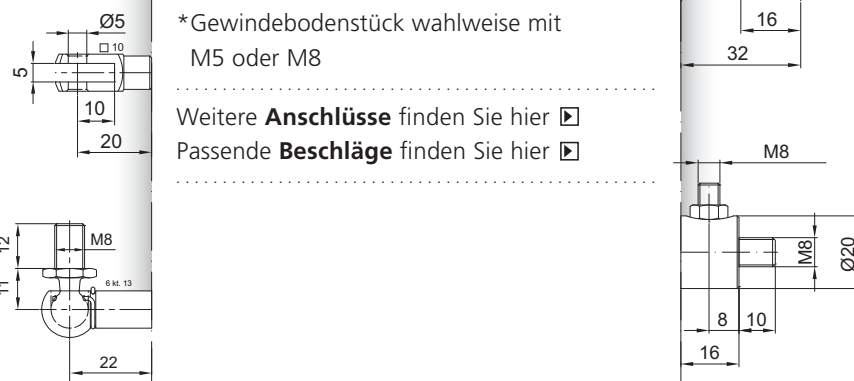 Ø5
□ 10
5
10
20
12
M8
11
6 kt. 13
22
*Gewindebodenstück wahlweise mit
M5 oder M8
Weitere Anschlüsse finden Sie hier
Passende Beschläge finden Sie hier
16
32
M8
M8
Ø20
8 10
16